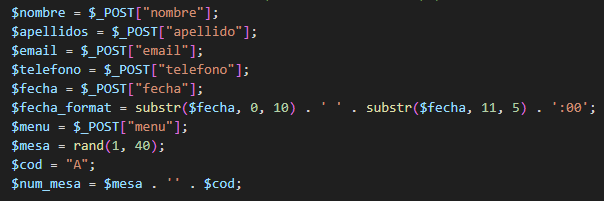 $nombre = $_POST["nombre"];
$apellidos = $_POST["apellido"];
$email = $_POST["email"];
$telefono = $_POST["telefono"];
$fecha = $_POST["fecha"];
$fecha_format = substr($fecha, 0, 10) . ' ' . substr($fecha, 11, 5) . ':00';
$menu = $_POST["menu"];
$mesa = rand(1, 40);
$cod = "A";
$num_mesa = $mesa . '' . $cod;